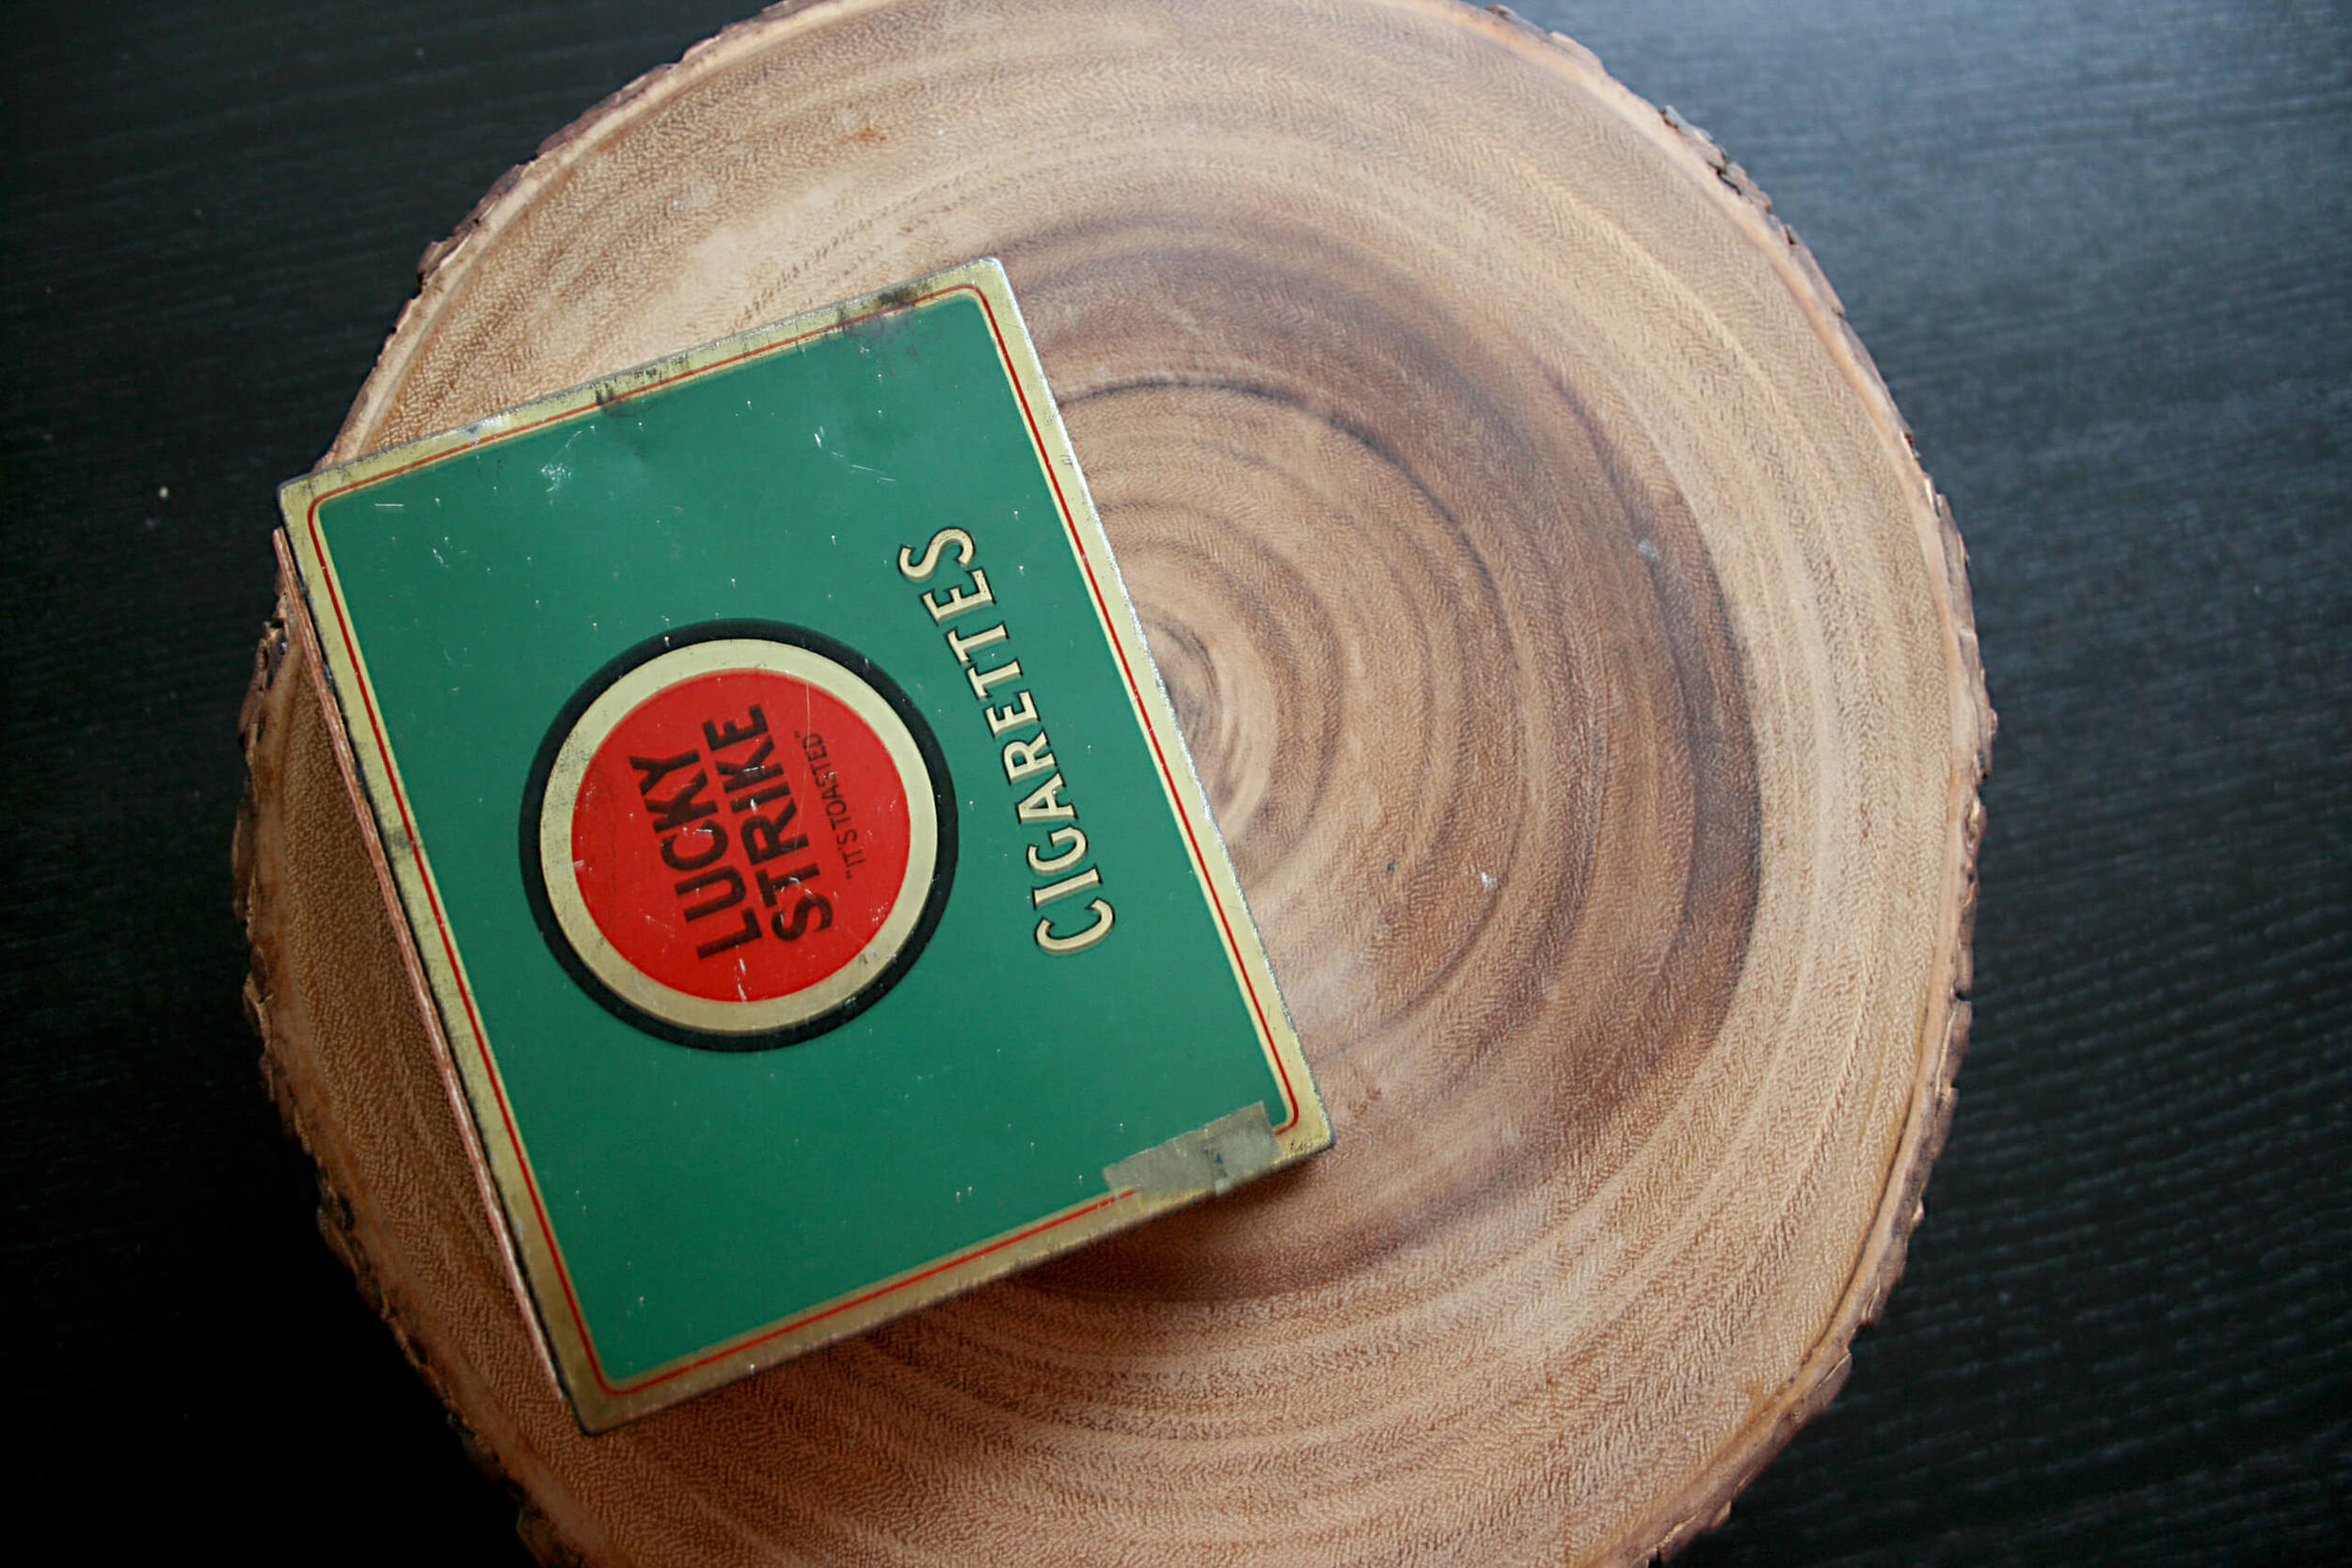 LUCKY
STRIKE
"IT'S TOASTED"
CIGARETTES